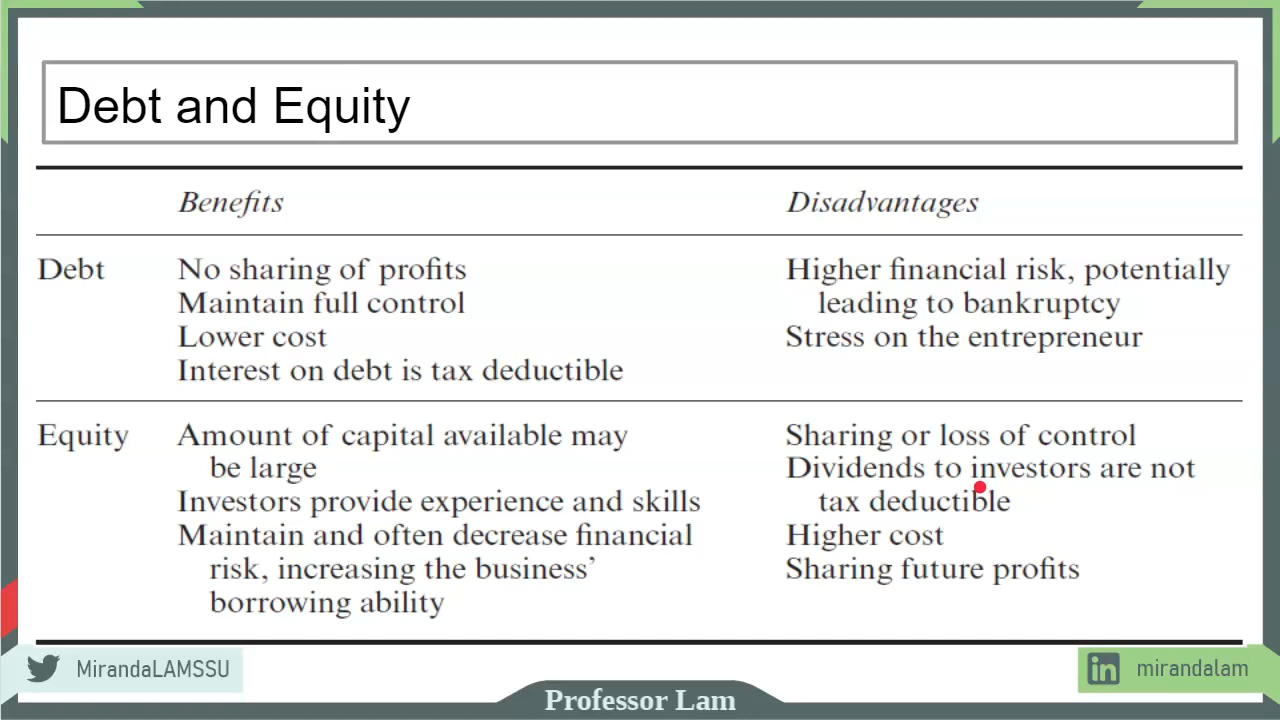 Debt and Equity
Benefits Disadvantages
Debt No sharing of profits Higher financial risk, potentially
Maintain full control leading to bankruptcy
Lower cost Stress on the entrepreneur
Interest on debt is tax deductible
Equity Amount of capital available may Sharing or loss of control
be large Dividends to investors are not
Investors provide experience and skills tax deductible
Maintain and often decrease financial Higher cost
risk, increasing the business’ Sharing future profits
borrowing ability
MirandaLAMSSU
in mirandalam
Professor Lam